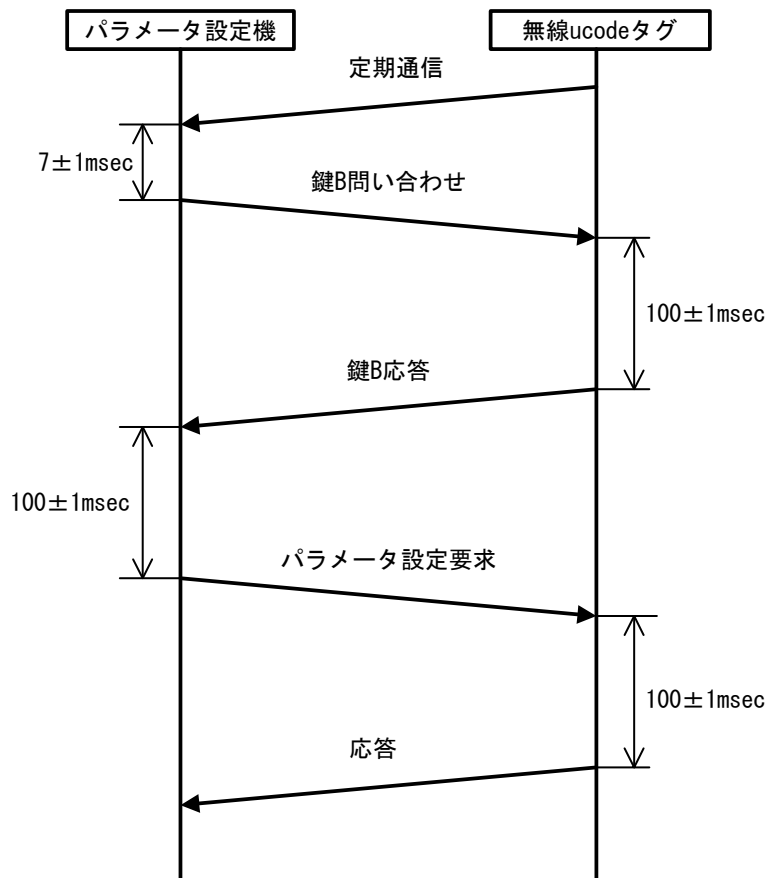 パラメータ設定機
無線ucodeタグ
定期通信
7±1msec
鍵B問い合わせ
100±1msec
鍵B応答
100±1msec
パラメータ設定要求
100±1msec
応答